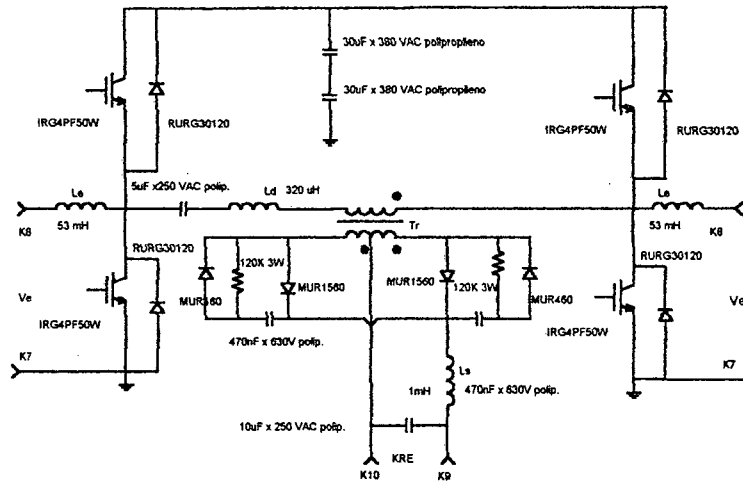 30uF x 380 VAC polipropileno
30uF x 380 VAC polipropileno
IRG4PF50W
RURG30120
IRG4PF50W
RURG30120
5uF x250 VAC polip.
Le
Ld
320 uH
Le
K6
53 mH
Tr
53 mH
K8
RURG30120
120K 3W
MUR1560
MUR1560
120K 3W
RURG30120
Ve
MUR460
IRG4PF50W
IRG4PF50W
Ve
470nF x 630V polip.
K7
K7
Ls
1mH
470nF x 630V polip.
10uF x 250 VAC polip.
KRE
K10
K9